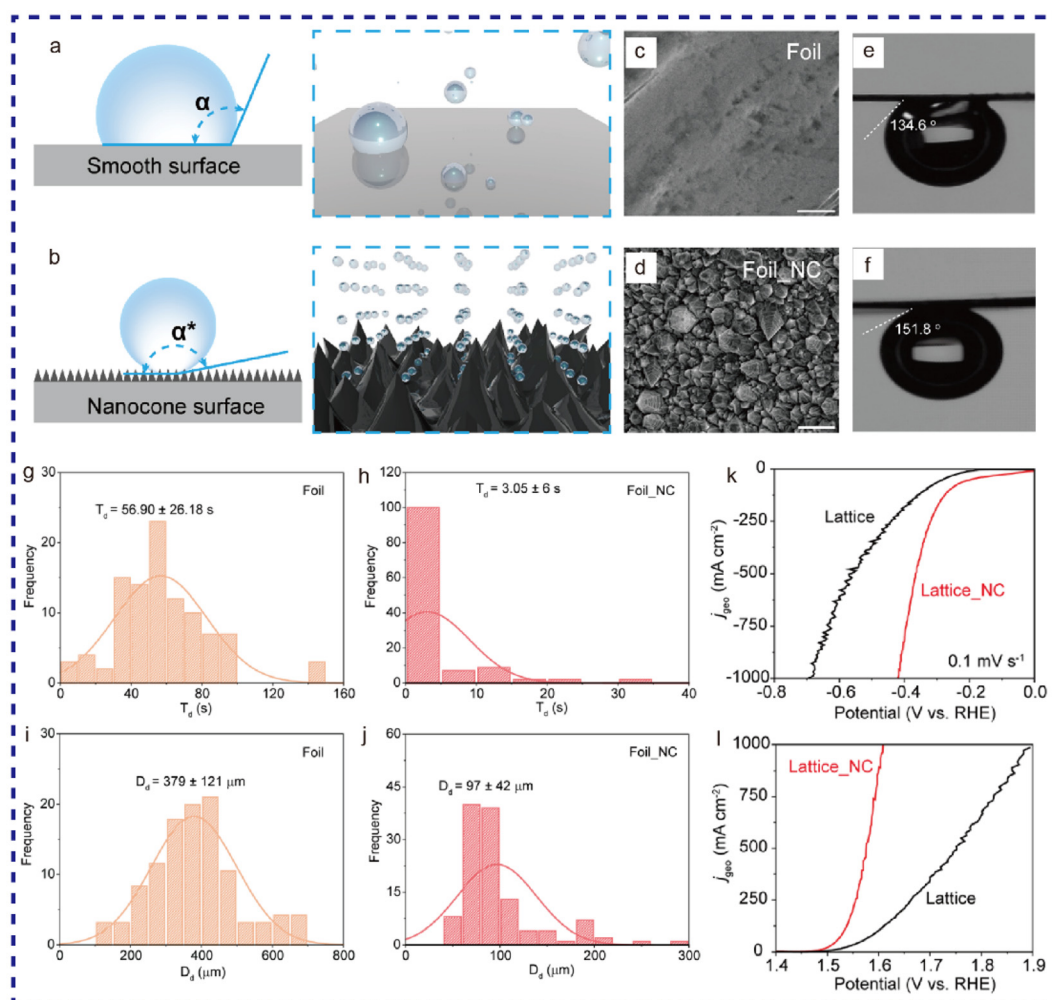 a
α
Smooth surface
b
α*
Nanocone surface
c
Foil
d
Foil_NC
e
134.6 °
f
151.8 °
g
Foil
T_d = 56.90 ± 26.18 s
Frequency
30
20
10
0
0 40 80 120 160
T_d (s)
h
Foil_NC
T_d = 3.05 ± 6 s
Frequency
120
100
80
60
40
20
0
0 10 20 30 40
T_d (s)
i
Foil
D_d = 379 ± 121 μm
Frequency
30
20
10
0
0 200 400 600 800
D_d (μm)
j
Foil_NC
D_d = 97 ± 42 μm
Frequency
60
45
30
15
0
0 100 200 300
D_d (μm)
k
j_geo (mA cm⁻²)
0
-250
-500
-750
-1000
Lattice
Lattice_NC
0.1 mV s⁻¹
-0.8 -0.6 -0.4 -0.2 0.0
Potential (V vs. RHE)
l
j_geo (mA cm⁻²)
1000
750
500
250
0
Lattice_NC
Lattice
1.4 1.5 1.6 1.7 1.8 1.9
Potential (V vs. RHE)